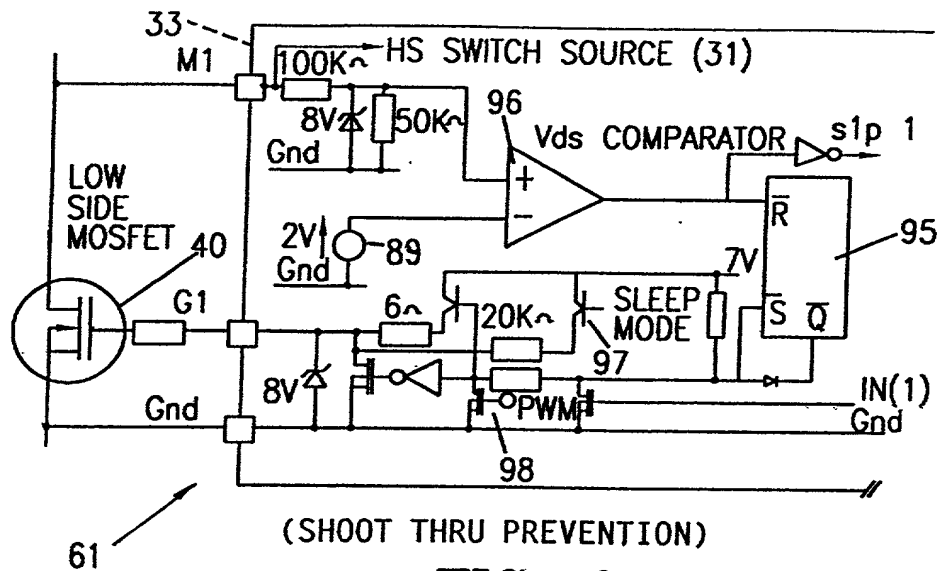 33
M1
HS SWITCH SOURCE (31)
100K
96
8V
50K
Vds COMPARATOR
s1p 1
Gnd
LOW
SIDE
MOSFET
R
95
40
2V
89
7V
Gnd
G1
6
20K
SLEEP
MODE
S
Q
97
8V
PWM
IN(1)
Gnd
Gnd
98
(SHOOT THRU PREVENTION)
61